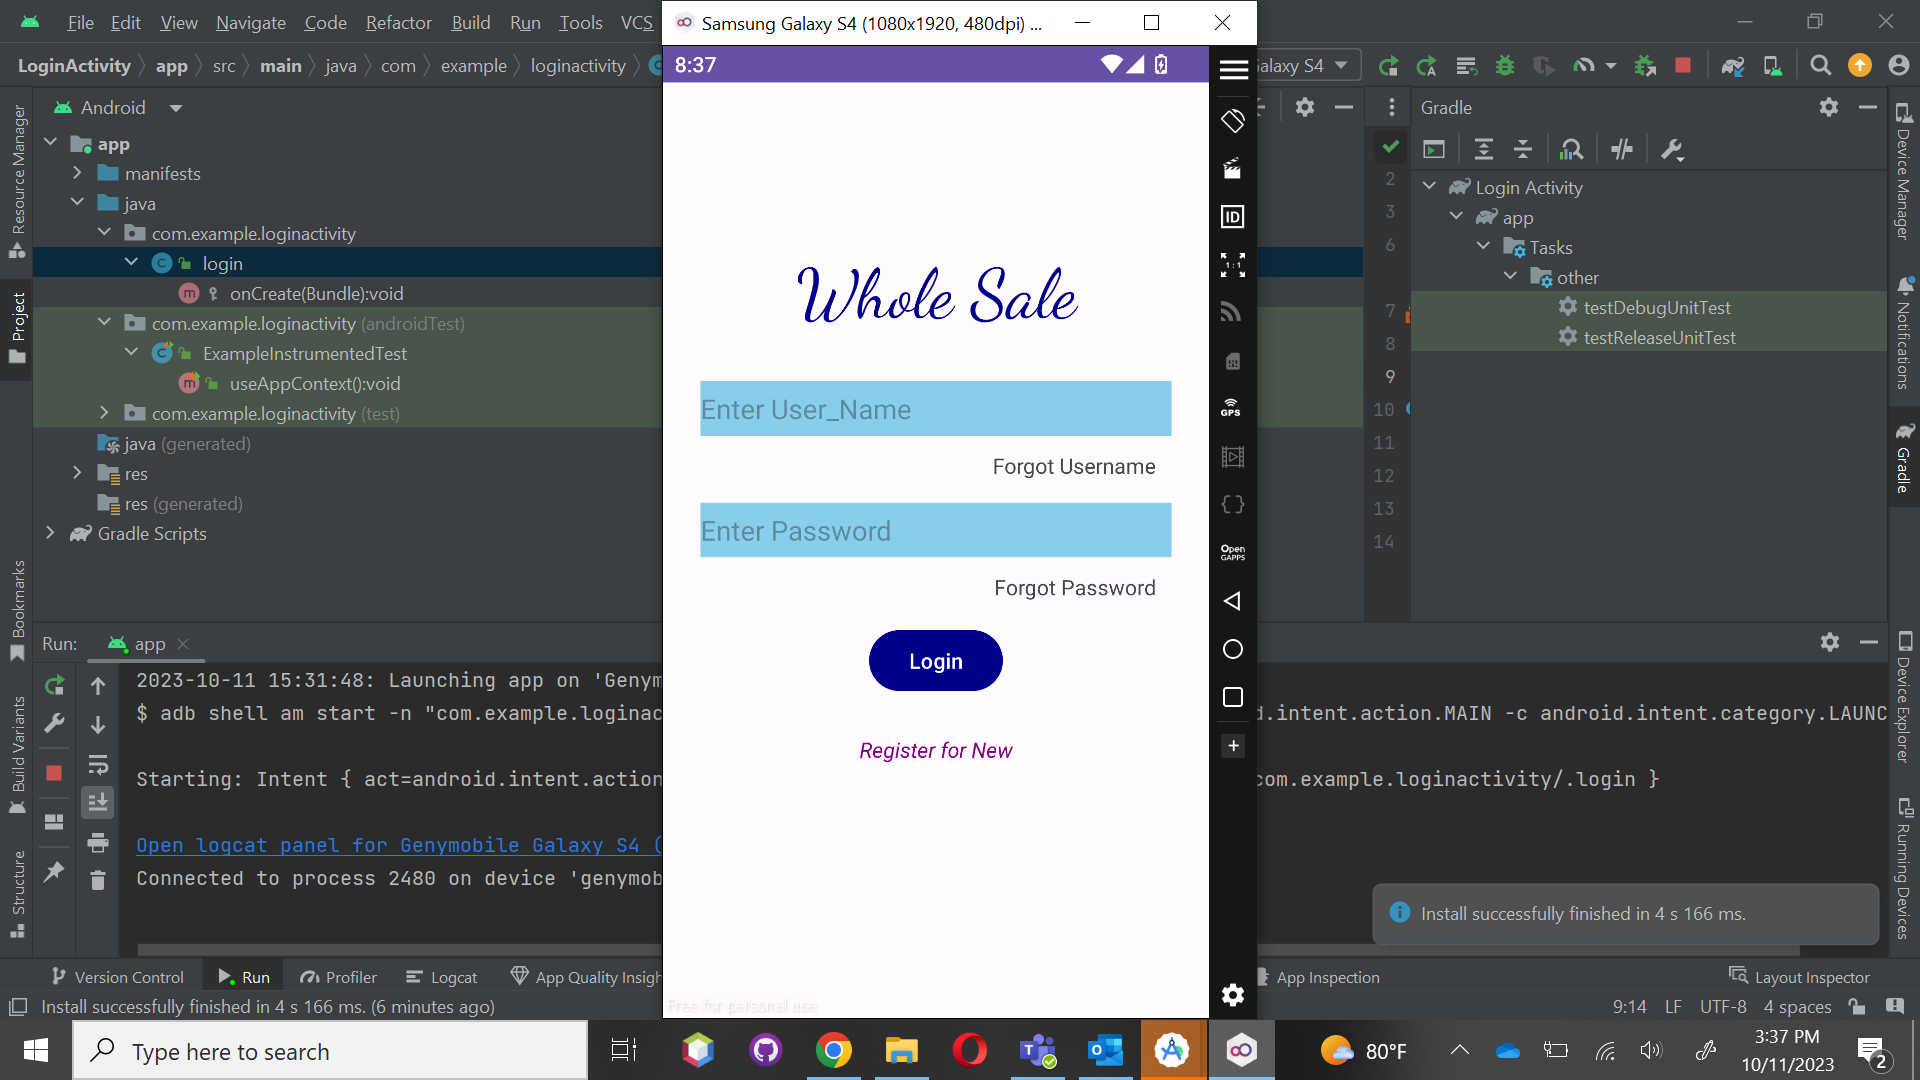 File Edit View Navigate Code Refactor Build Run Tools VCS
Samsung Galaxy S4 (1080x1920, 480dpi) ...
LoginActivity app src main java com example loginactivity
alaxy S4
Android
app
manifests
java
com.example.loginactivity
login
onCreate(Bundle):void
com.example.loginactivity (androidTest)
ExampleInstrumentedTest
useAppContext():void
com.example.loginactivity (test)
java (generated)
res
res (generated)
Gradle Scripts
Resource Manager
Project
Bookmarks
Build Variants
Structure
8:37
Whole Sale
Enter User_Name
Forgot Username
Enter Password
Forgot Password
Login
Register for New
Free for personal use
ID
1:1
GPS
Open
GAPPS
2
3
6
7
8
9
10
11
12
13
14
Gradle
Login Activity
app
Tasks
other
testDebugUnitTest
testReleaseUnitTest
Device Manager
Notifications
Gradle
Device Explorer
Running Devices
Run: app
2023-10-11 15:31:48: Launching app on 'Genym
$ adb shell am start -n "com.example.loginac
d.intent.action.MAIN -c android.intent.category.LAUNC
Starting: Intent { act=android.intent.action
com.example.loginactivity/.login }
Open logcat panel for Genymobile Galaxy S4 (
Connected to process 2480 on device 'genymob
Install successfully finished in 4 s 166 ms.
Version Control Run Profiler Logcat App Quality Insigh
App Inspection
Layout Inspector
Install successfully finished in 4 s 166 ms. (6 minutes ago)
9:14 LF UTF-8 4 spaces
Type here to search
80°F
3:37 PM
10/11/2023
2